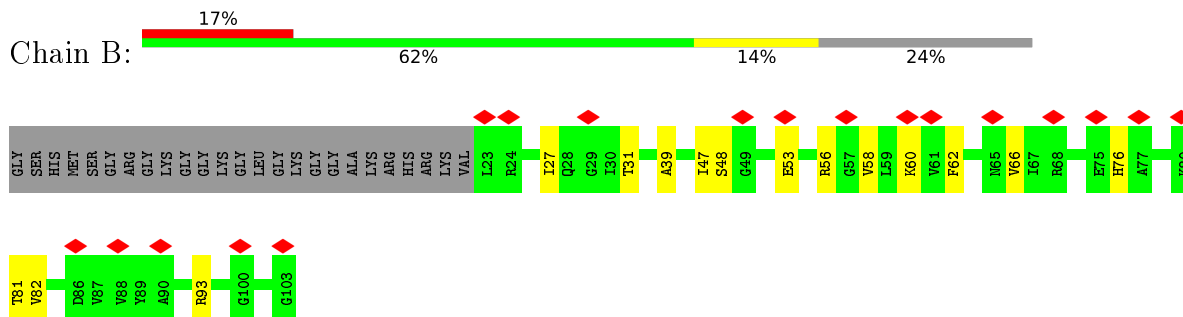 17%
Chain B:
62% 14% 24%
GLY SER HIS MET SER GLY ARG GLY LYS GLY GLY LYS GLY LEU GLY LYS GLY GLY ALA LYS ARG HIS ARG LYS VAL L23 R24 I27 Q28 G29 I30 T31 A39 I47 S48 G49 E53 R56 G57 V58 L59 K60 V61 F62 N65 V66 I67 R68 E75 H76 A77
T81 V82 D86 V87 V88 Y89 A90 R93 G100 G103